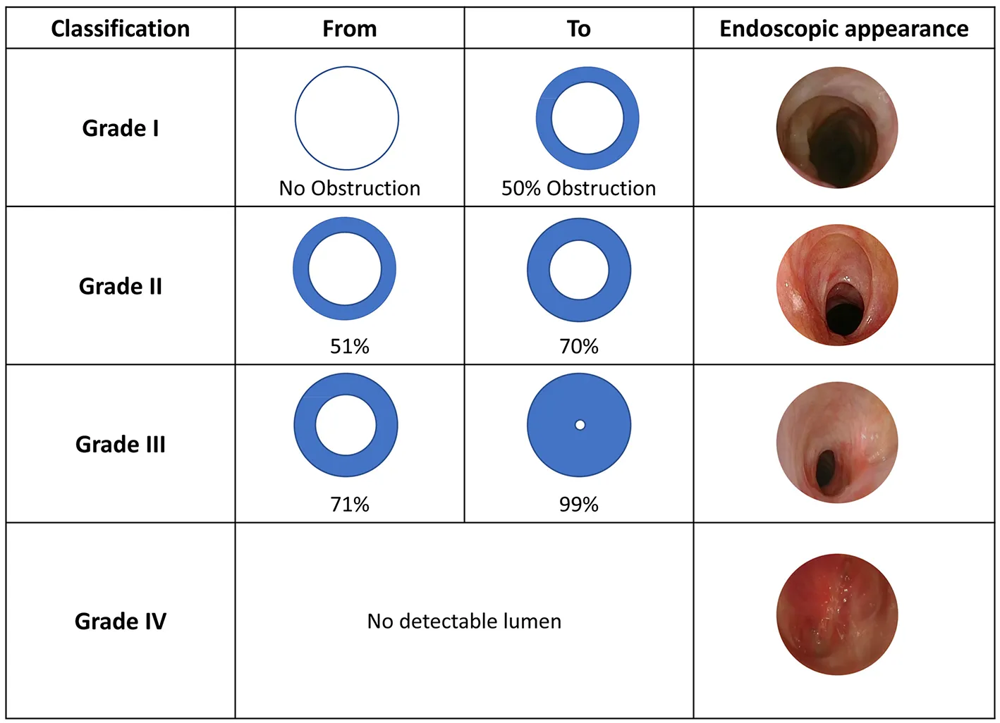 Classification
From
To
Endoscopic appearance
Grade I
No Obstruction
50% Obstruction
Grade II
51%
70%
Grade III
71%
99%
Grade IV
No detectable lumen